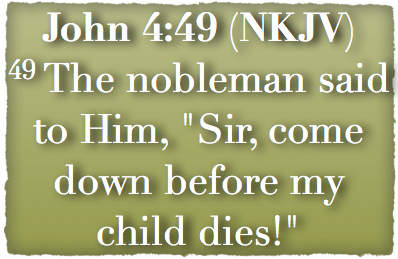 John 4:49 (NKJV)
49 The nobleman said
to Him, "Sir, come
down before my
child dies!"